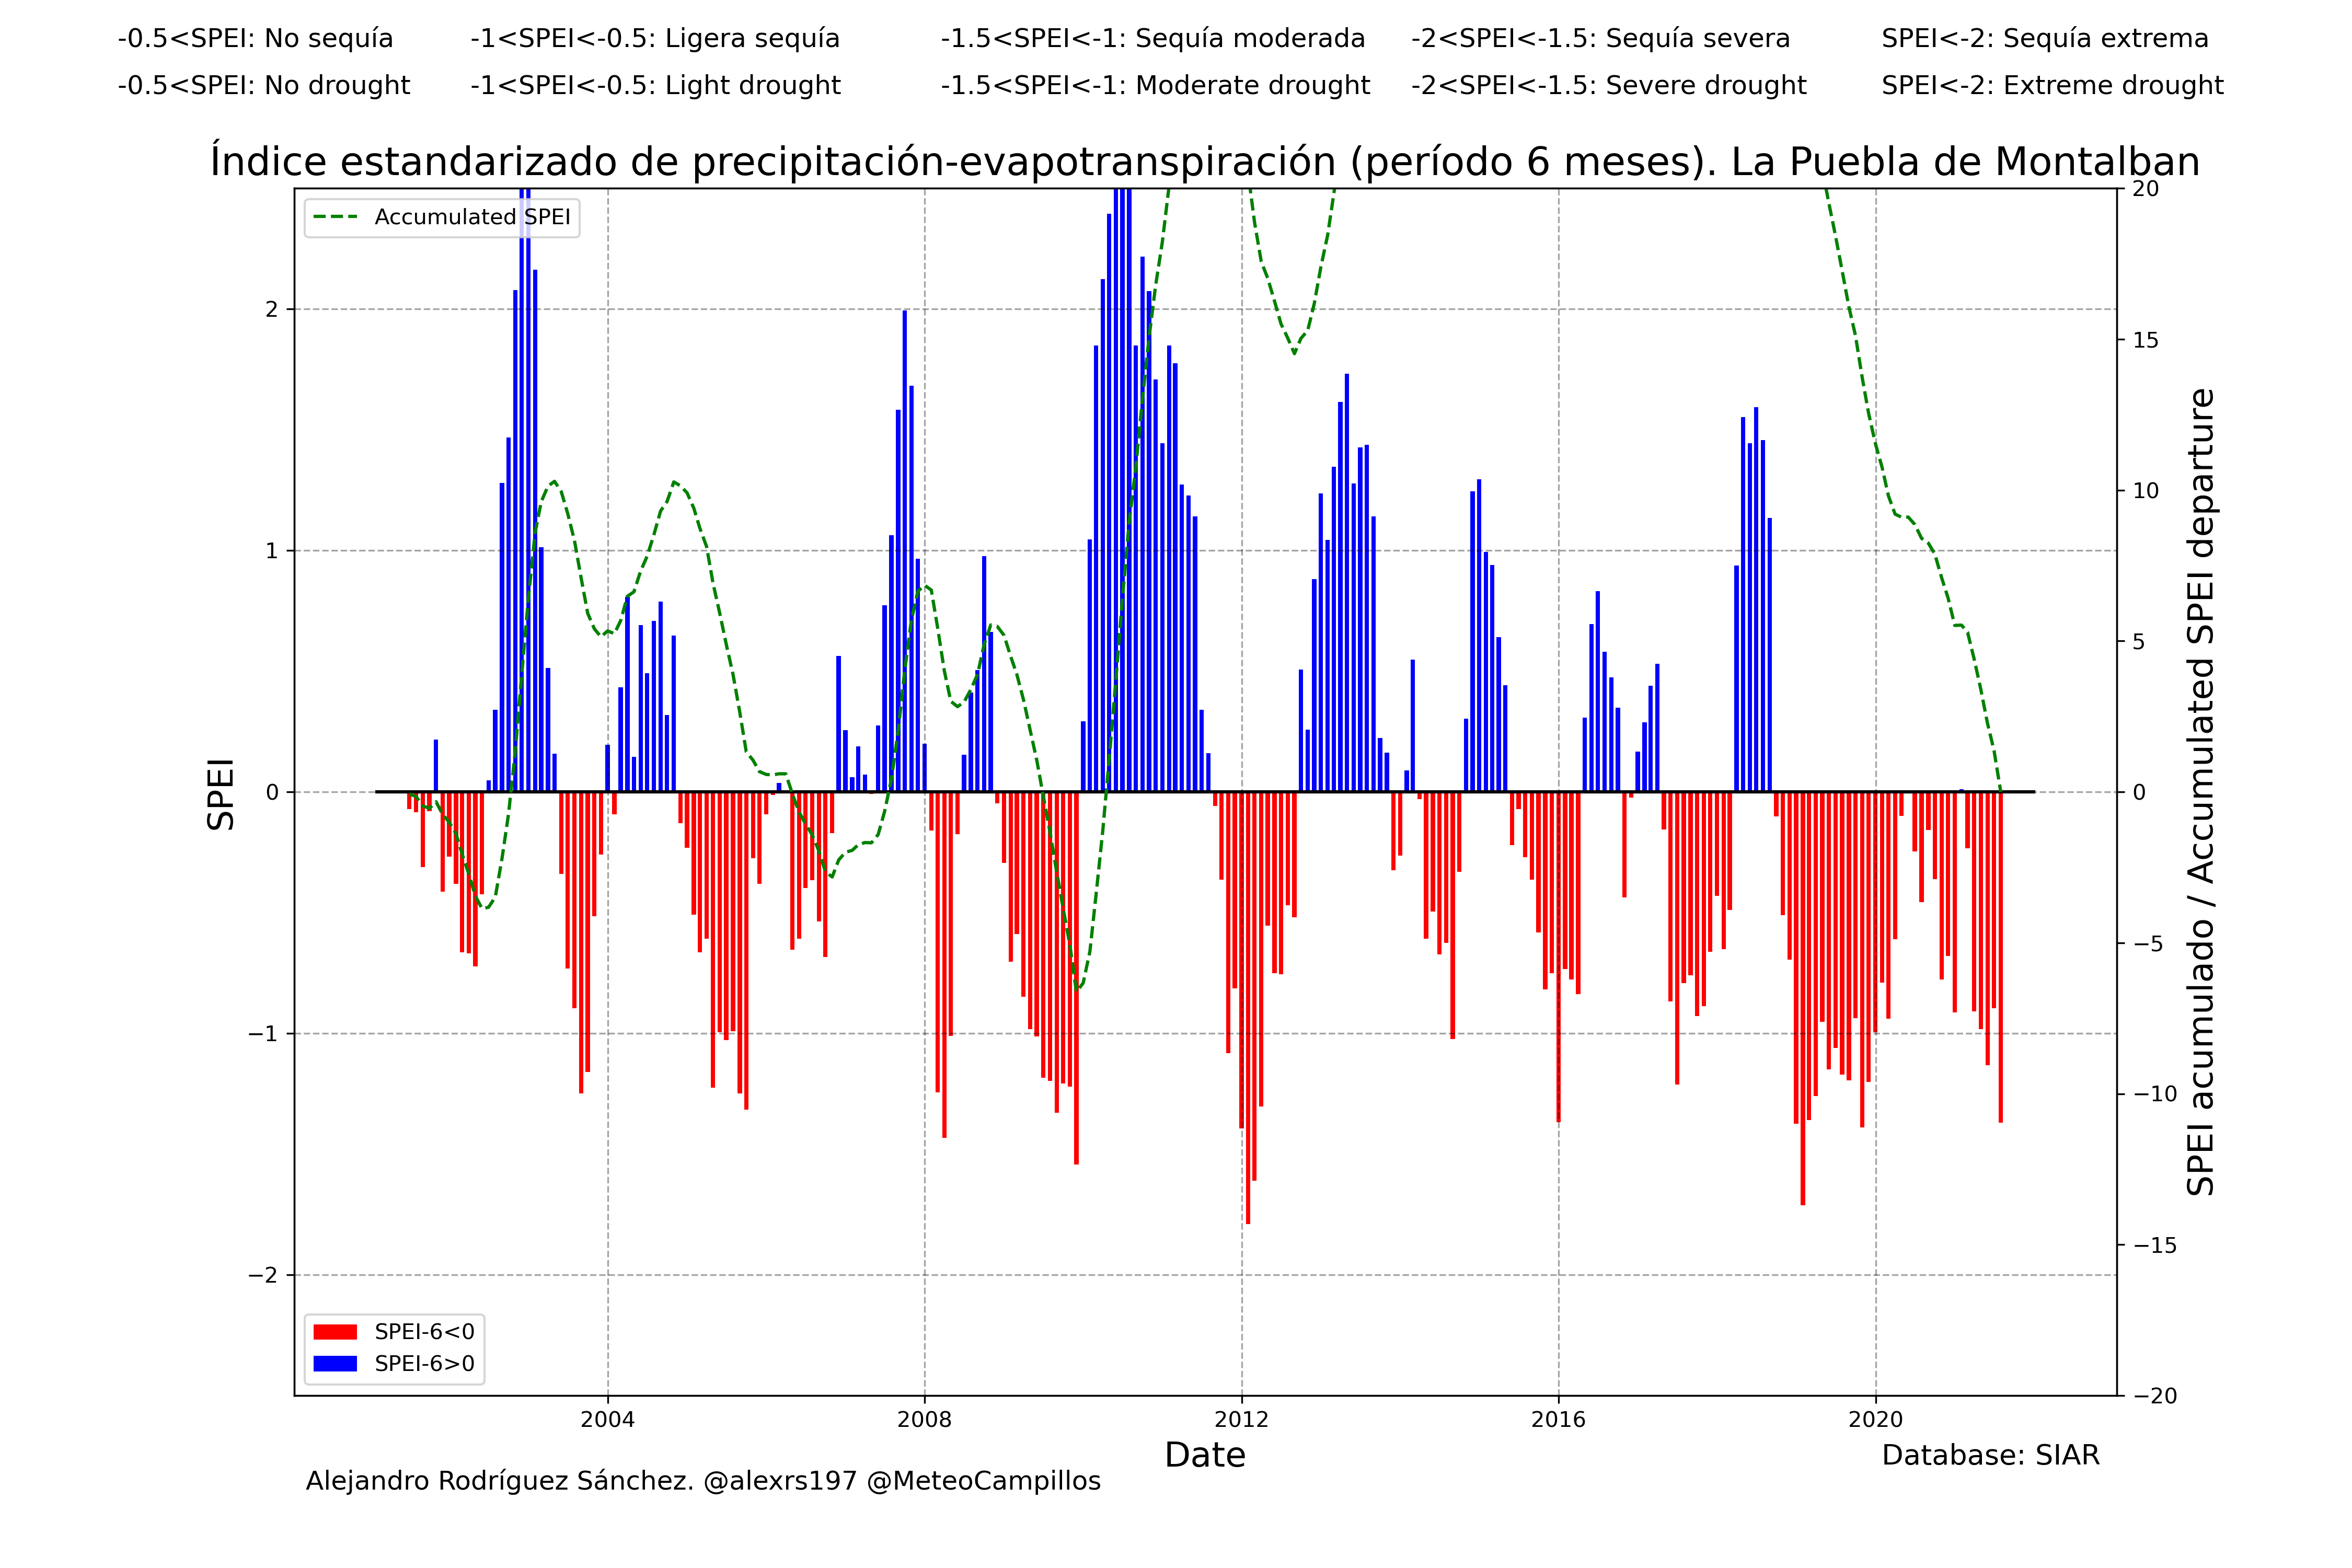 -0.5<SPEI: No sequía -1<SPEI<-0.5: Ligera sequía -1.5<SPEI<-1: Sequía moderada -2<SPEI<-1.5: Sequía severa SPEI<-2: Sequía extrema
-0.5<SPEI: No drought -1<SPEI<-0.5: Light drought -1.5<SPEI<-1: Moderate drought -2<SPEI<-1.5: Severe drought SPEI<-2: Extreme drought
Índice estandarizado de precipitación-evapotranspiración (período 6 meses). La Puebla de Montalban
Accumulated SPEI
2
1
0
−1
−2
SPEI
20
15
10
5
0
−5
−10
−15
−20
SPEI acumulado / Accumulated SPEI departure
SPEI-6<0
SPEI-6>0
2004 2008 2012 2016 2020
Date
Database: SIAR
Alejandro Rodríguez Sánchez. @alexrs197 @MeteoCampillos